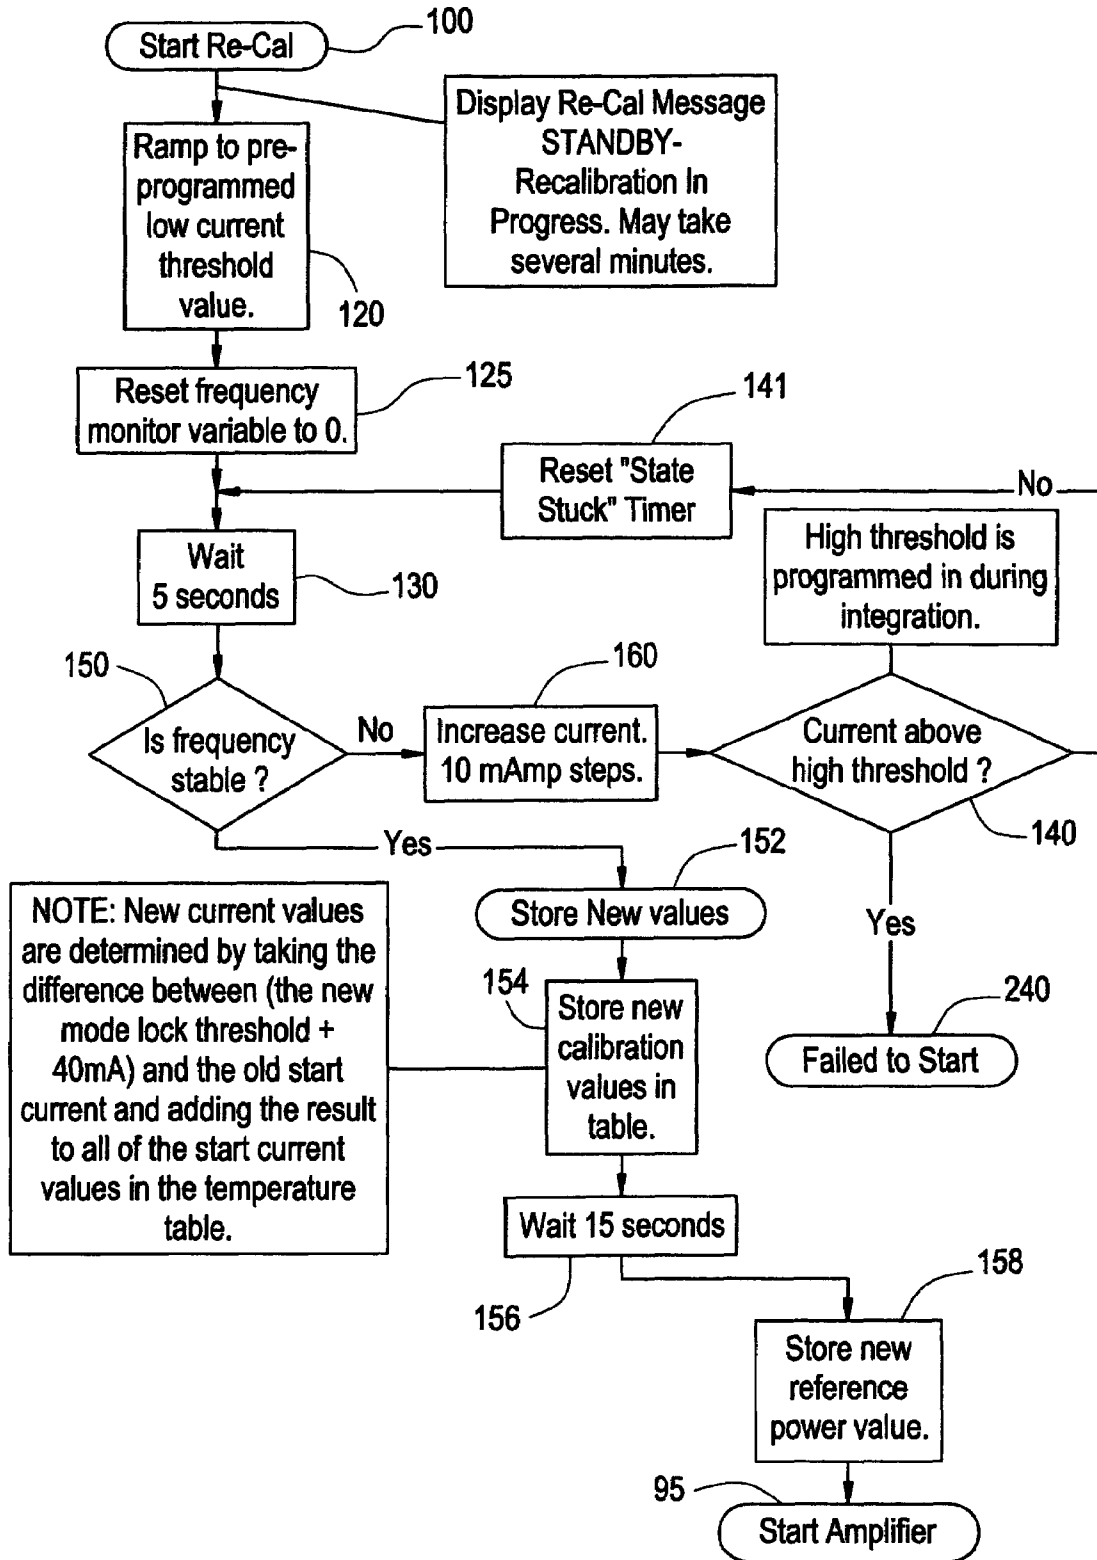 Start Re-Cal
100
Display Re-Cal Message
STANDBY-
Recalibration In
Progress. May take
several minutes.
Ramp to pre-
programmed
low current
threshold
value.
120
Reset frequency
monitor variable to 0.
125
141
Reset "State
Stuck" Timer
No
High threshold is
programmed in during
integration.
Wait
5 seconds
130
150
Is frequency
stable ?
No
160
Increase current.
10 mAmp steps.
Current above
high threshold ?
140
Yes
152
Store New values
Yes
240
Failed to Start
NOTE: New current values
are determined by taking the
difference between (the new
mode lock threshold +
40mA) and the old start
current and adding the result
to all of the start current
values in the temperature
table.
154
Store new
calibration
values in
table.
Wait 15 seconds
156
158
Store new
reference
power value.
95
Start Amplifier